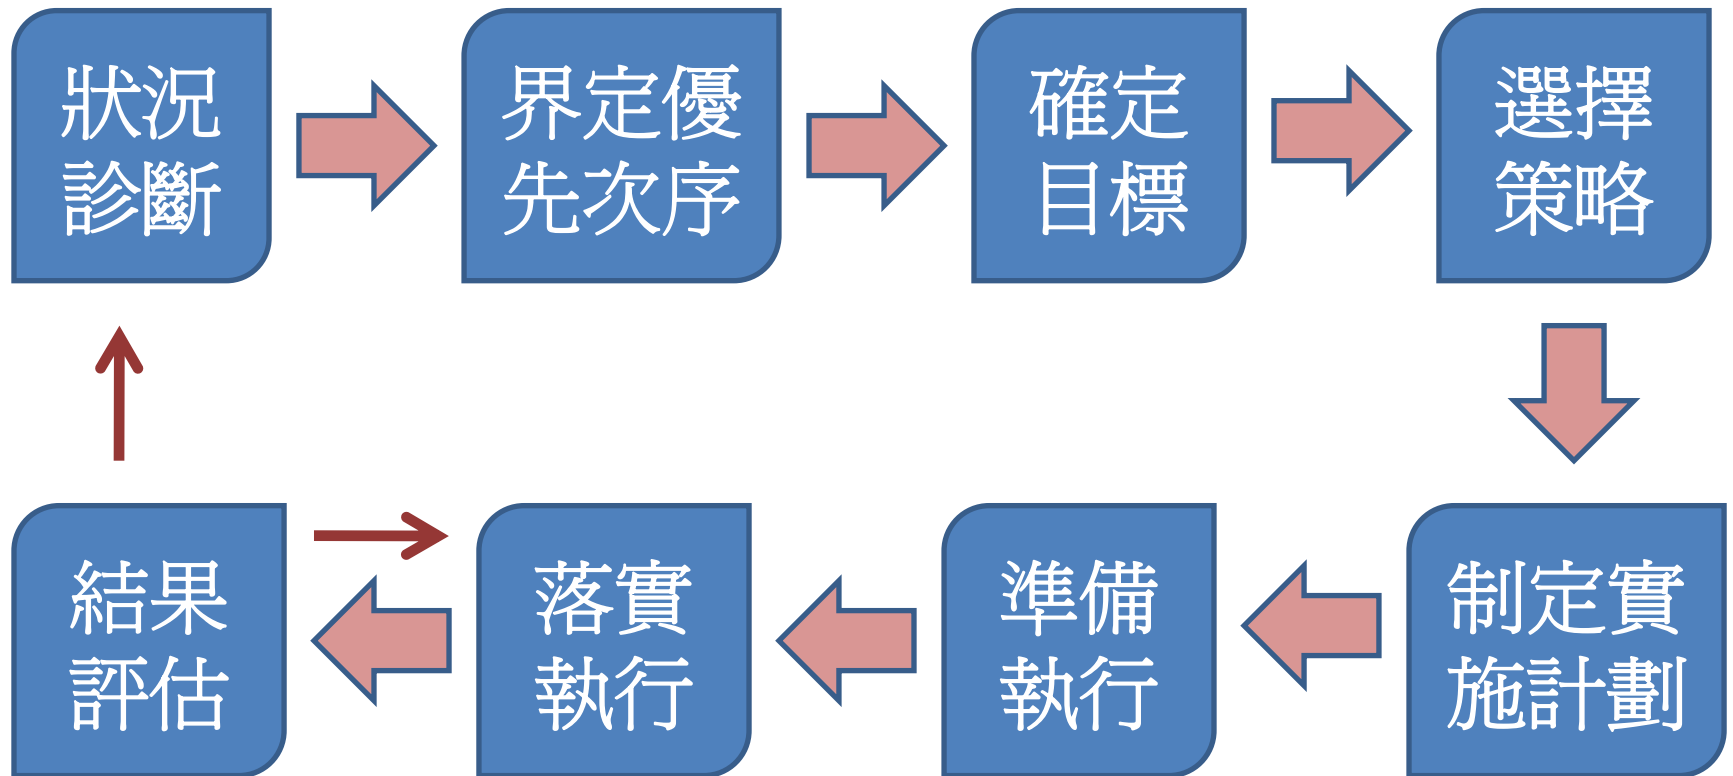 狀況
診斷
界定優
先次序
確定
目標
選擇
策略
制定實
施計劃
準備
執行
落實
執行
結果
評估